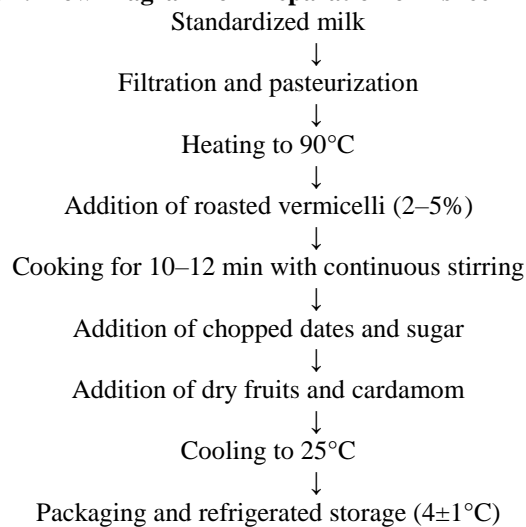 Standardized milk
↓
Filtration and pasteurization
↓
Heating to 90°C
↓
Addition of roasted vermicelli (2–5%)
↓
Cooking for 10–12 min with continuous stirring
↓
Addition of chopped dates and sugar
↓
Addition of dry fruits and cardamom
↓
Cooling to 25°C
↓
Packaging and refrigerated storage (4±1°C)